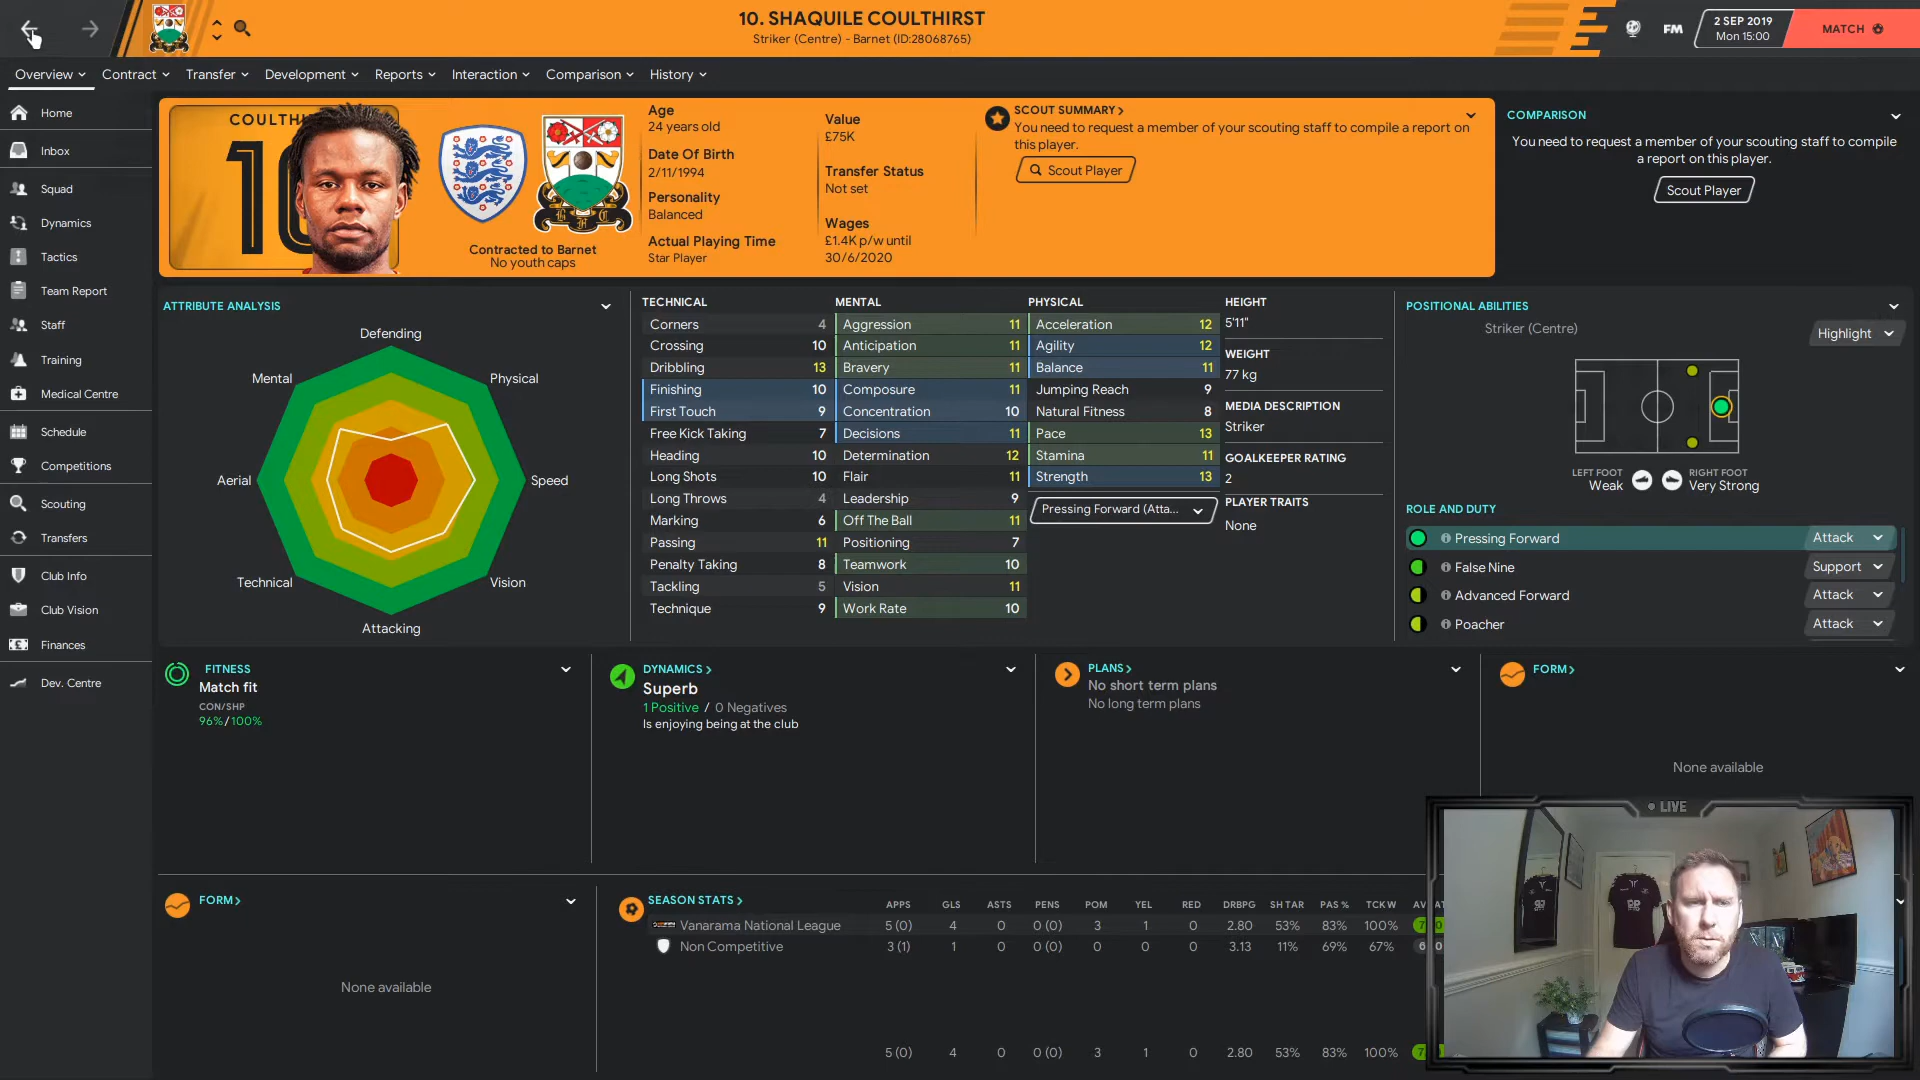 10. SHAQUILE COULTHIRST
Striker (Centre) - Barnet (ID:28068765)
FM
2 SEP 2019
Mon 15:00
MATCH
Overview
Contract
Transfer
Development
Reports
Interaction
Comparison
History
Home
Inbox
Squad
Dynamics
Tactics
Team Report
Staff
Training
Medical Centre
Schedule
Competitions
Scouting
Transfers
Club Info
Club Vision
Finances
Dev. Centre
COULTHI
10
Contracted to Barnet
No youth caps
Age
24 years old
Date Of Birth
2/11/1994
Personality
Balanced
Actual Playing Time
Star Player
Value
£75K
Transfer Status
Not set
Wages
£1.4K p/w until
30/6/2020
SCOUT SUMMARY
You need to request a member of your scouting staff to compile a report on
this player.
Scout Player
COMPARISON
You need to request a member of your scouting staff to compile
a report on this player.
Scout Player
ATTRIBUTE ANALYSIS
Defending
Mental
Physical
Aerial
Speed
Technical
Vision
Attacking
TECHNICAL
Corners 4
Crossing 10
Dribbling 13
Finishing 10
First Touch 9
Free Kick Taking 7
Heading 10
Long Shots 10
Long Throws 4
Marking 6
Passing 11
Penalty Taking 8
Tackling 5
Technique 9
MENTAL
Aggression 11
Anticipation 11
Bravery 11
Composure 11
Concentration 10
Decisions 11
Determination 12
Flair 11
Leadership 9
Off The Ball 11
Positioning 7
Teamwork 10
Vision 11
Work Rate 10
PHYSICAL
Acceleration 12
Agility 12
Balance 11
Jumping Reach 9
Natural Fitness 8
Pace 13
Stamina 11
Strength 13
Pressing Forward (Atta...
HEIGHT
5'11"
WEIGHT
77 kg
MEDIA DESCRIPTION
Striker
GOALKEEPER RATING
2
PLAYER TRAITS
None
POSITIONAL ABILITIES
Striker (Centre)
Highlight
LEFT FOOT
Weak
RIGHT FOOT
Very Strong
ROLE AND DUTY
Pressing Forward Attack
False Nine Support
Advanced Forward Attack
Poacher Attack
FITNESS
Match fit
CON/SHP
96%/100%
DYNAMICS
Superb
1 Positive / 0 Negatives
Is enjoying being at the club
PLANS
No short term plans
No long term plans
FORM
None available
LIVE
FORM
None available
SEASON STATS APPS GLS ASTS PENS POM YEL RED DRBPG SH TAR PAS % TCK W AV
Vanarama National League 5 (0) 4 0 0 (0) 3 1 0 2.80 53% 83% 100%
Non Competitive 3 (1) 1 0 0 (0) 0 0 0 3.13 11% 69% 67%
5 (0) 4 0 0 (0) 3 1 0 2.80 53% 83% 100%